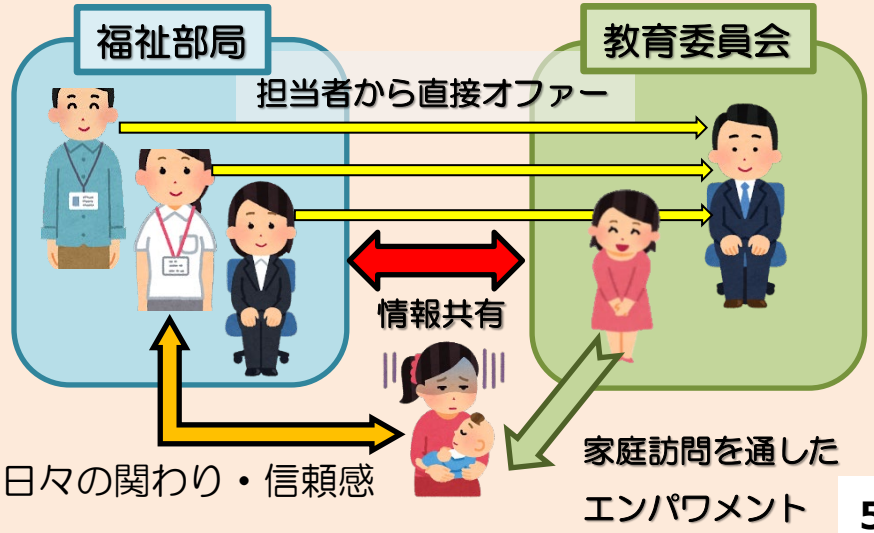 福祉部局
教育委員会
担当者から直接オファー
情報共有
日々の関わり・信頼感
家庭訪問を通した
エンパワメント
5